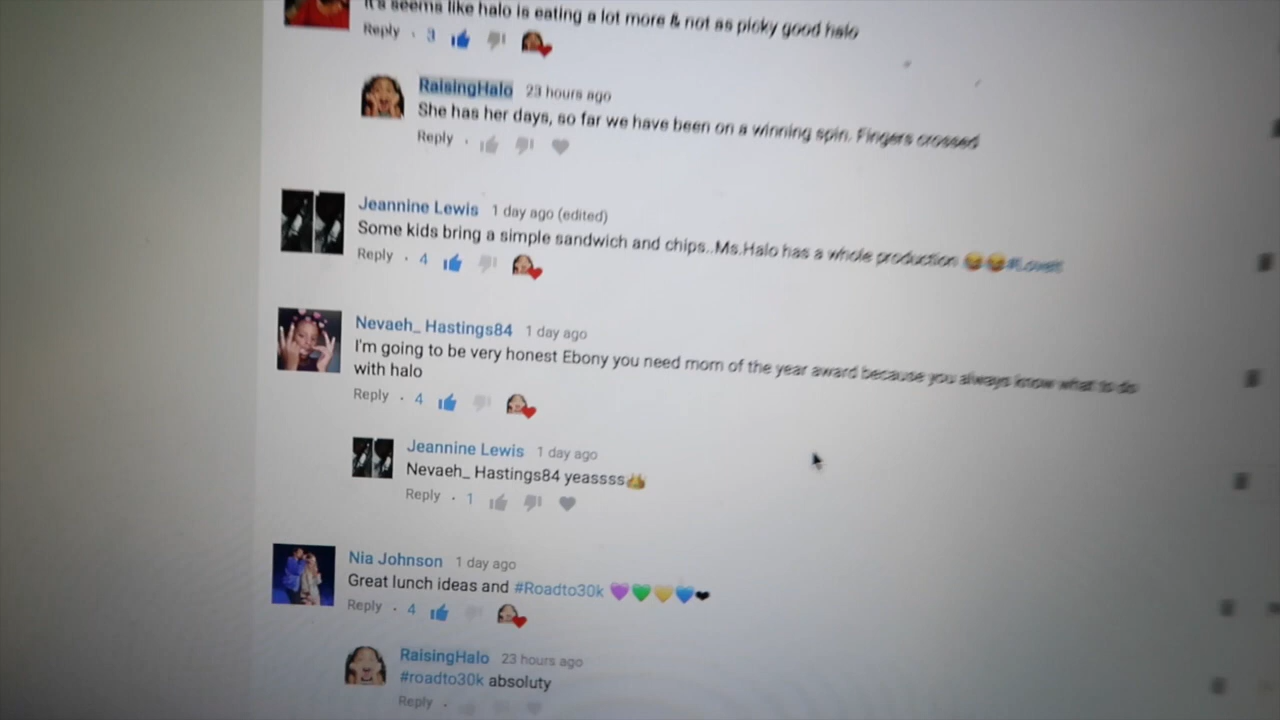 It's seems like halo is eating a lot more & not as picky good halo
Reply · 3
RaisingHalo 23 hours ago
She has her days, so far we have been on a winning spin. Fingers crossed
Reply ·
Jeannine Lewis 1 day ago (edited)
Some kids bring a simple sandwich and chips..Ms.Halo has a whole production 😂😂#Loveit
Reply · 4
Nevaeh_ Hastings84 1 day ago
I'm going to be very honest Ebony you need mom of the year award because you always know what to do
with halo
Reply · 4
Jeannine Lewis 1 day ago
Nevaeh_ Hastings84 yeassss👑
Reply · 1
Nia Johnson 1 day ago
Great lunch ideas and #Roadto30k 💜💚💛💙🖤
Reply · 4
RaisingHalo 23 hours ago
#roadto30k absoluty
Reply ·